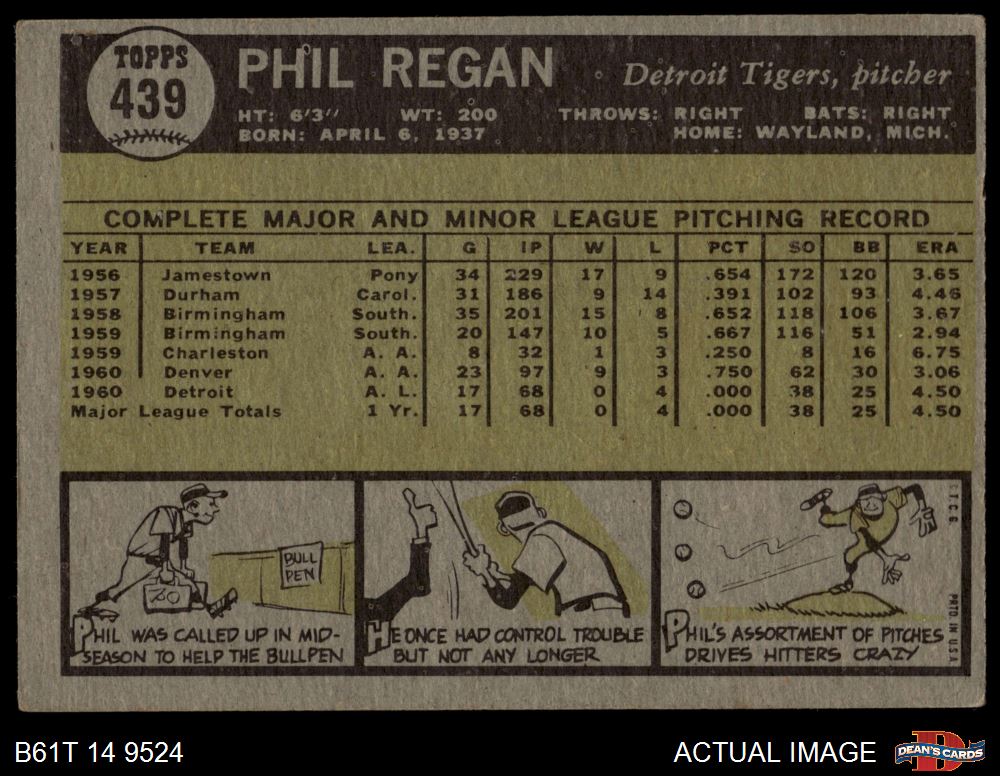 TOPPS
439
PHIL REGAN
Detroit Tigers, pitcher
HT: 6'3" WT: 200 THROWS: RIGHT BATS: RIGHT
BORN: APRIL 6, 1937 HOME: WAYLAND, MICH.
COMPLETE MAJOR AND MINOR LEAGUE PITCHING RECORD
YEAR TEAM LEA. G IP W L PCT SO BB ERA
1956 Jamestown Pony 34 229 17 9 .654 172 120 3.65
1957 Durham Carol. 31 186 9 14 .391 102 93 4.46
1958 Birmingham South. 35 201 15 8 .652 118 106 3.67
1959 Birmingham South. 20 147 10 5 .667 116 51 2.94
1959 Charleston A. A. 8 32 1 3 .250 8 16 6.75
1960 Denver A. A. 23 97 9 3 .750 62 30 3.06
1960 Detroit A. L. 17 68 0 4 .000 38 25 4.50
Major League Totals 1 Yr. 17 68 0 4 .000 38 25 4.50
BULL
PEN
PHIL WAS CALLED UP IN MID-
SEASON TO HELP THE BULLPEN
HE ONCE HAD CONTROL TROUBLE
BUT NOT ANY LONGER
PHIL'S ASSORTMENT OF PITCHES
DRIVES HITTERS CRAZY
T.C.G.
PRTD. IN U.S.A.
B61T 14 9524
ACTUAL IMAGE
D
DEAN'S CARDS